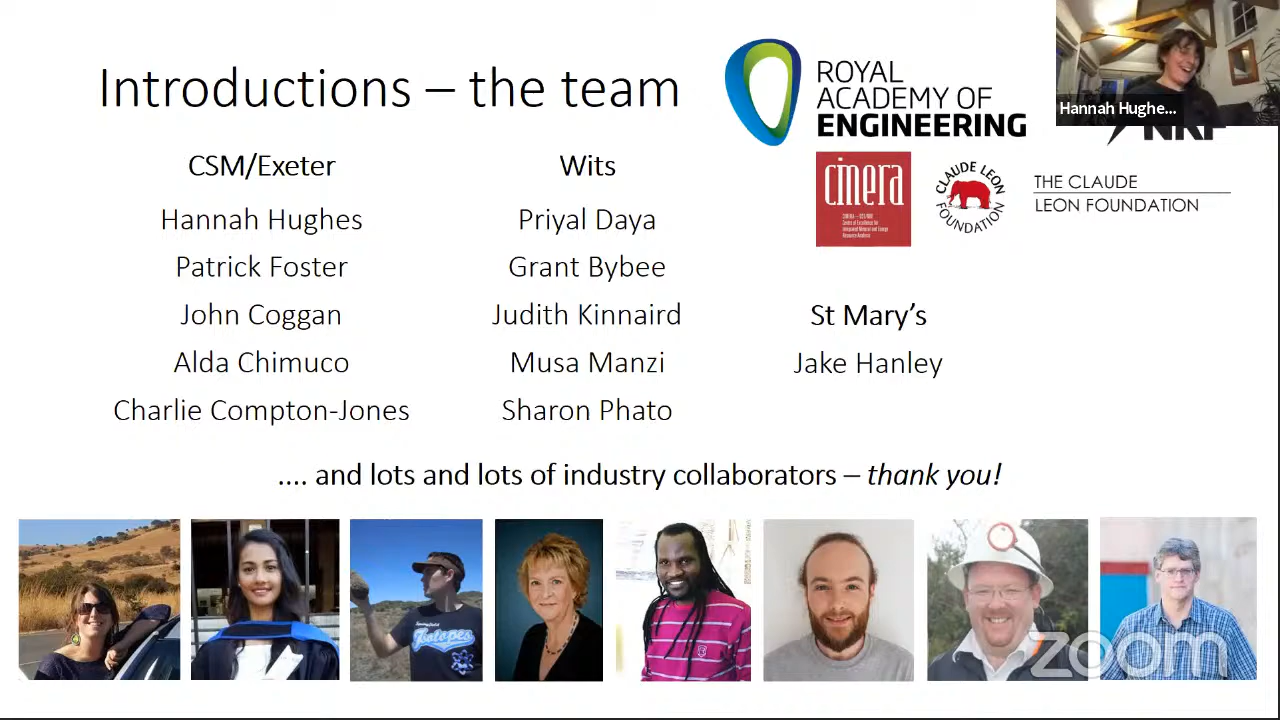 Introductions – the team
ROYAL
ACADEMY OF
ENGINEERING
Hannah Hughe...
NRF
cimera
CLAUDE LEON
FOUNDATION
THE CLAUDE
LEON FOUNDATION
CSM/Exeter
Hannah Hughes
Patrick Foster
John Coggan
Alda Chimuco
Charlie Compton-Jones
Wits
Priyal Daya
Grant Bybee
Judith Kinnaird
Musa Manzi
Sharon Phato
St Mary's
Jake Hanley
.... and lots and lots of industry collaborators – thank you!
zoom